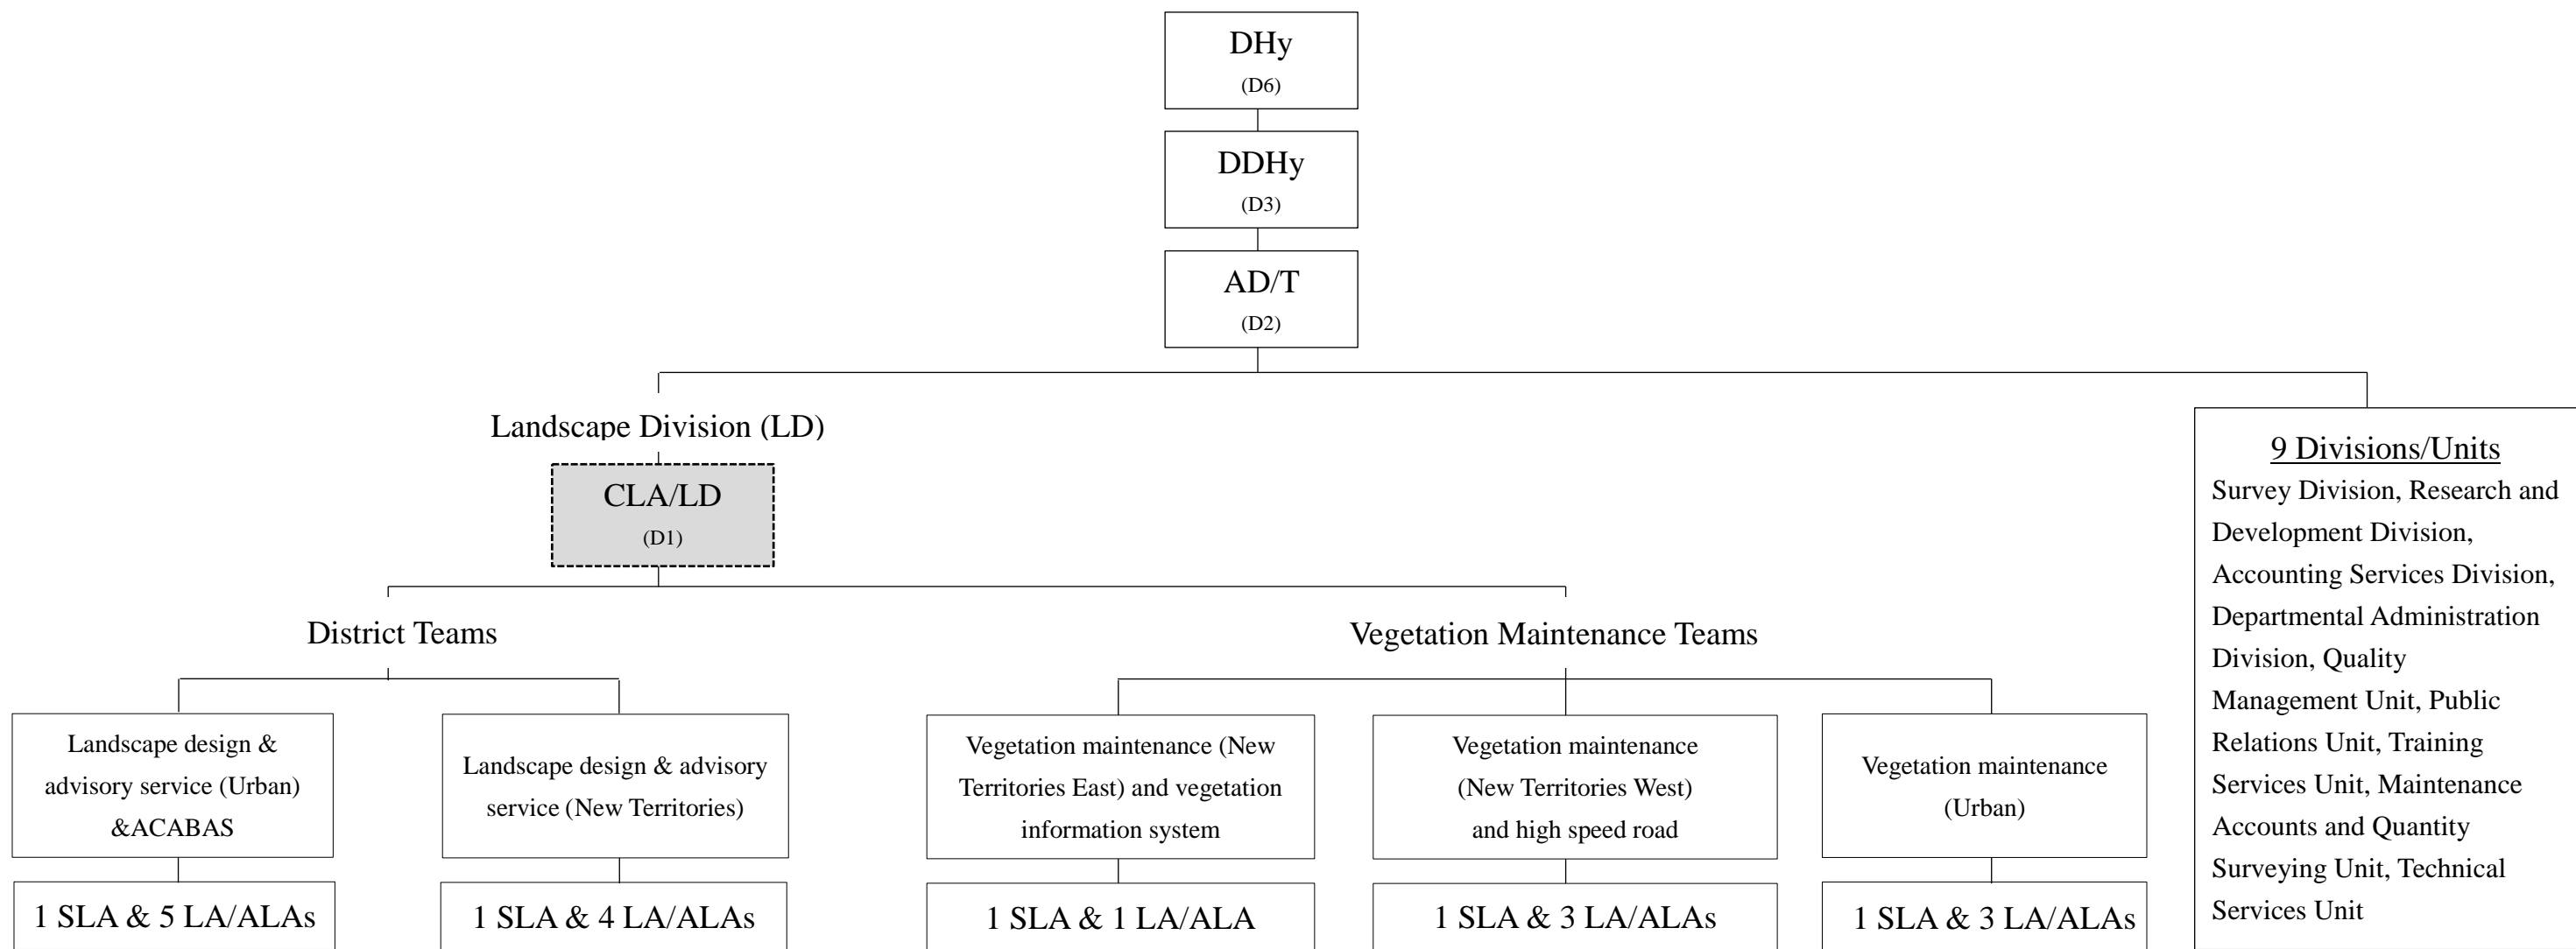 DHy
(D6)
DDHy
(D3)
AD/T
(D2)
Landscape Division (LD)
CLA/LD
(D1)
District Teams
Vegetation Maintenance Teams
Landscape design &
advisory service (Urban)
&ACABAS
1 SLA & 5 LA/ALAs
Landscape design & advisory
service (New Territories)
1 SLA & 4 LA/ALAs
Vegetation maintenance (New
Territories East) and vegetation
information system
1 SLA & 1 LA/ALA
Vegetation maintenance
(New Territories West)
and high speed road
1 SLA & 3 LA/ALAs
Vegetation maintenance
(Urban)
1 SLA & 3 LA/ALAs
9 Divisions/Units
Survey Division, Research and
Development Division,
Accounting Services Division,
Departmental Administration
Division, Quality
Management Unit, Public
Relations Unit, Training
Services Unit, Maintenance
Accounts and Quantity
Surveying Unit, Technical
Services Unit